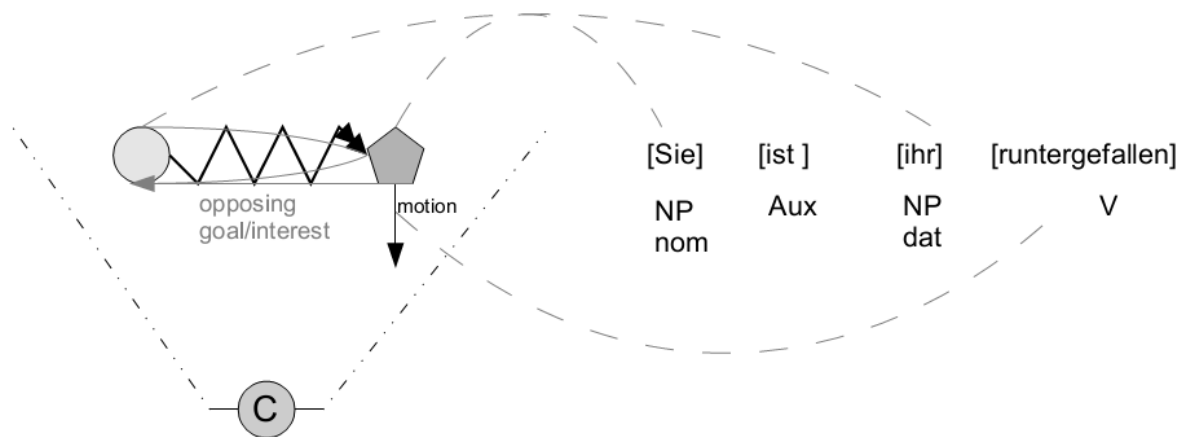 [Sie] [ist ] [ihr] [runtergefallen]
opposing
goal/interest
motion
NP
nom
Aux
NP
dat
V
C